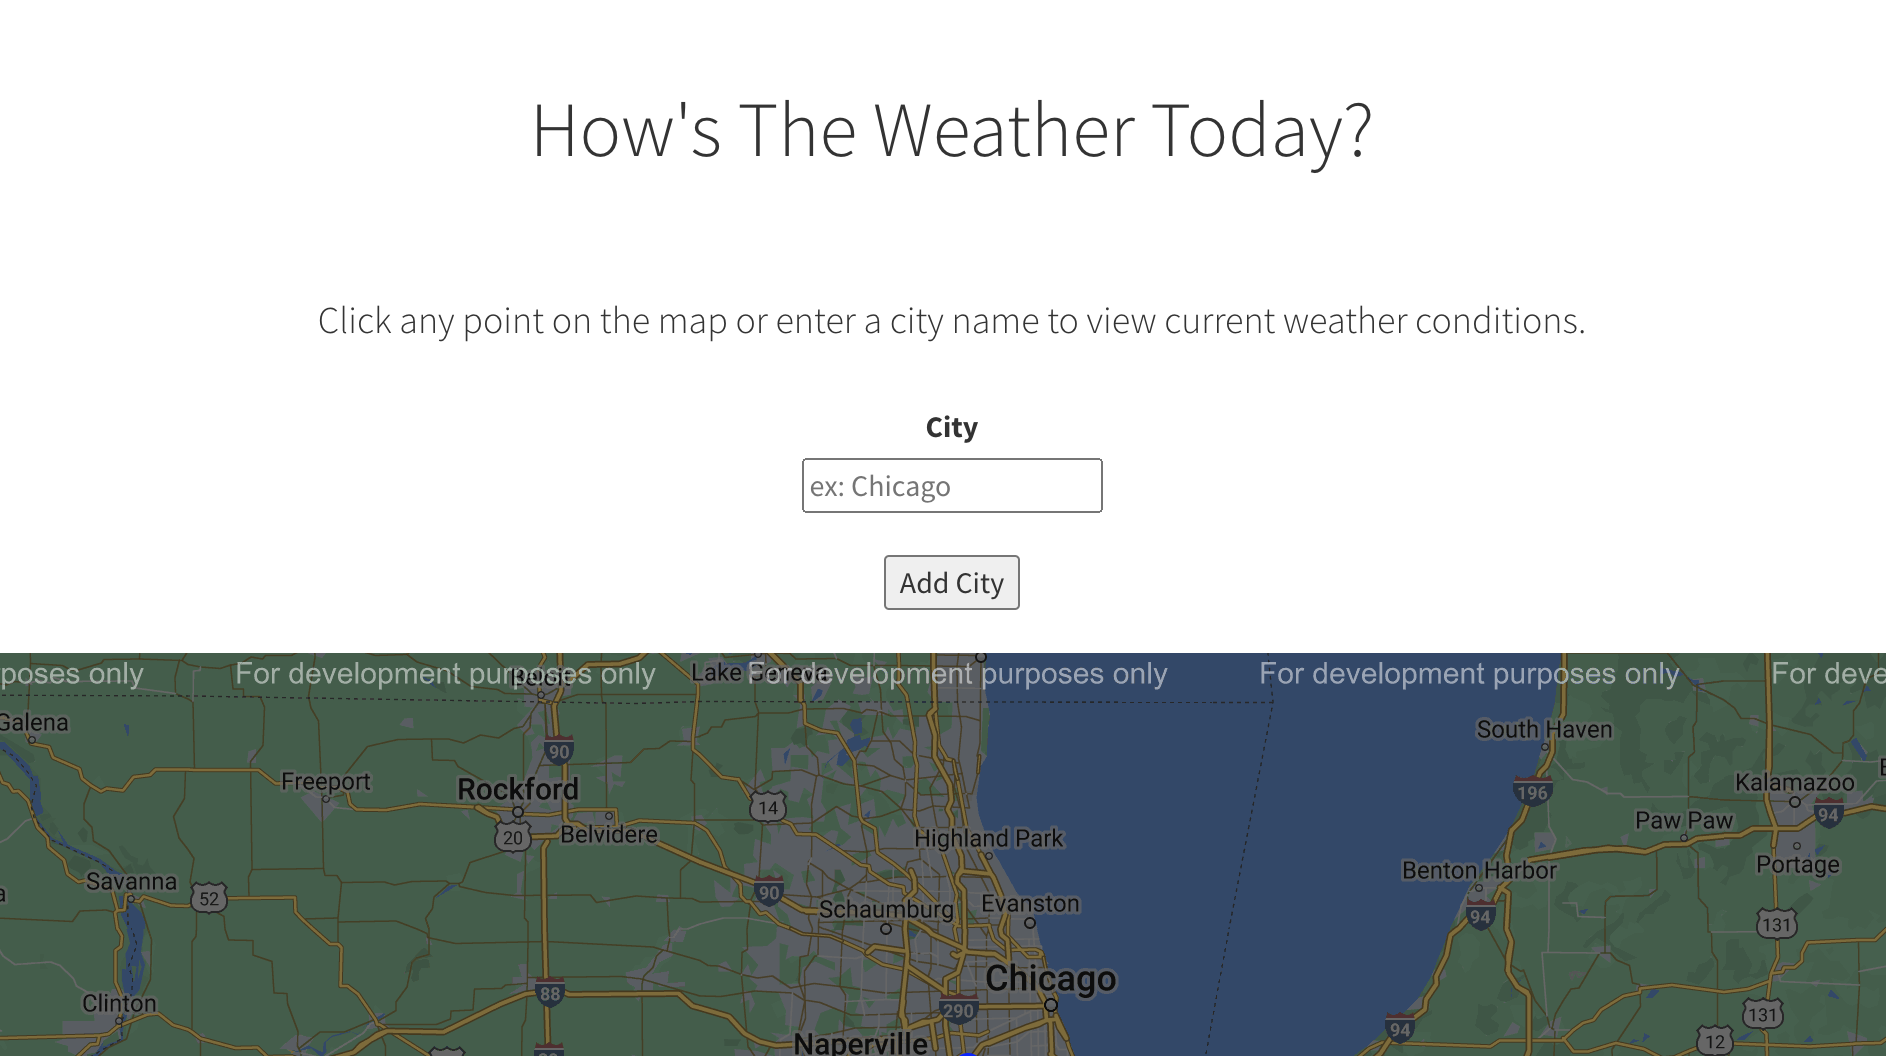 How's The Weather Today?
Click any point on the map or enter a city name to view current weather conditions.
City
ex: Chicago
Add City
poses only
For development purposes only
For development purposes only
For development purposes only
For deve
Lake Geneva
Galena
South Haven
90
Freeport
Rockford
Kalamazoo
196
14
94
20
Belvidere
Highland Park
Paw Paw
Portage
Benton Harbor
Savanna
52
90
Schaumburg
Evanston
94
131
Chicago
88
290
Clinton
131
94
12
Naperville